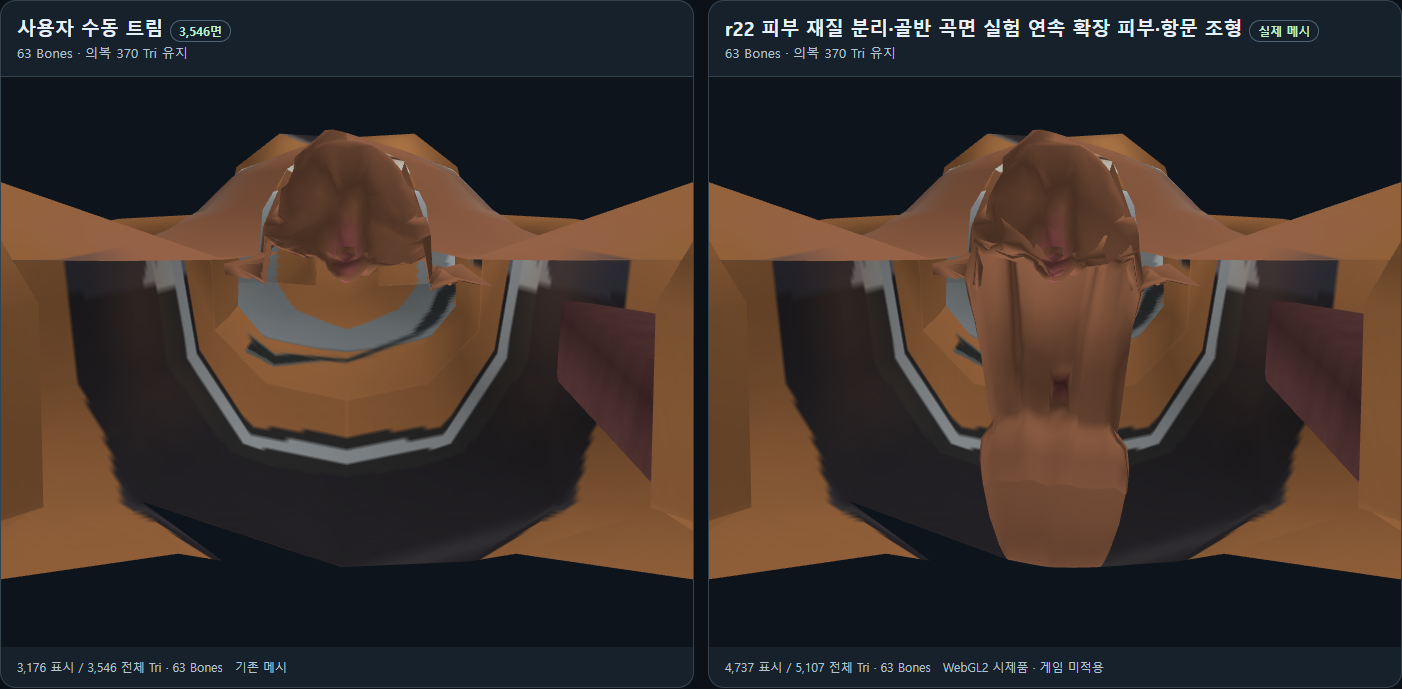 사용자 수동 트림 3,546면
63 Bones · 의복 370 Tri 유지
3,176 표시 / 3,546 전체 Tri · 63 Bones 기존 메시
r22 피부 재질 분리·골반 곡면 실험 연속 확장 피부·항문 조형 실제 메시
63 Bones · 의복 370 Tri 유지
4,737 표시 / 5,107 전체 Tri · 63 Bones WebGL2 시제품 · 게임 미적용